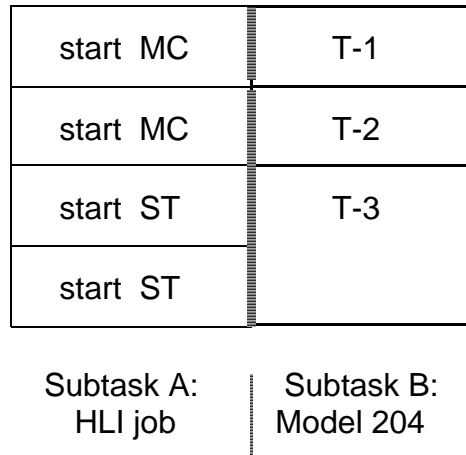 start MC T-1
start MC T-2
start ST T-3
start ST
Subtask A: Subtask B:
HLI job Model 204